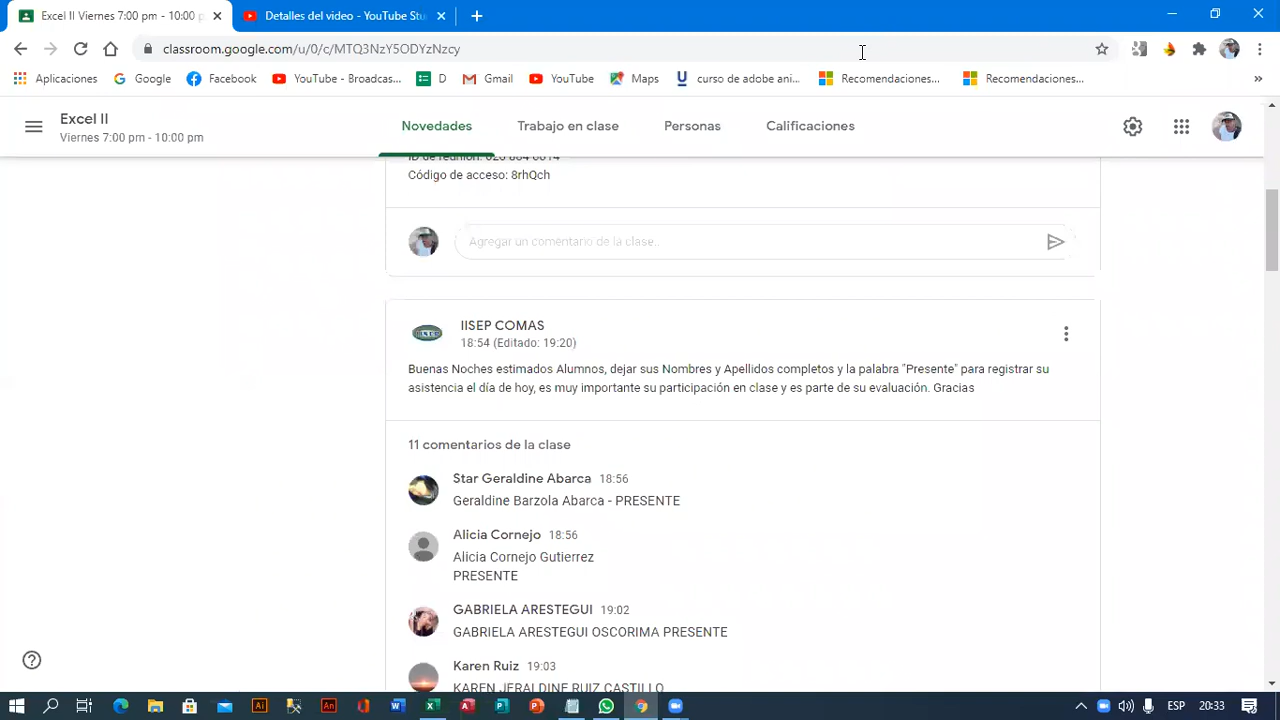 Excel II Viernes 7:00 pm - 10:00 p
Detalles del video - YouTube Stu
classroom.google.com/u/0/c/MTQ3NzY5ODYzNzcy
Aplicaciones
Google
Facebook
YouTube - Broadcas...
D
Gmail
YouTube
Maps
curso de adobe ani...
Recomendaciones...
Recomendaciones...
Excel II
Viernes 7:00 pm - 10:00 pm
Novedades
Trabajo en clase
Personas
Calificaciones
ID de reunión:
Código de acceso: 8rhQch
Agregar un comentario de la clase..
IISEP COMAS
18:54 (Editado: 19:20)
Buenas Noches estimados Alumnos, dejar sus Nombres y Apellidos completos y la palabra "Presente" para registrar su
asistencia el día de hoy, es muy importante su participación en clase y es parte de su evaluación. Gracias
11 comentarios de la clase
Star Geraldine Abarca 18:56
Geraldine Barzola Abarca - PRESENTE
Alicia Cornejo 18:56
Alicia Cornejo Gutierrez
PRESENTE
GABRIELA ARESTEGUI 19:02
GABRIELA ARESTEGUI OSCORIMA PRESENTE
Karen Ruiz 19:03
KAREN JERALDINE RUIZ CASTILLO
ESP
20:33